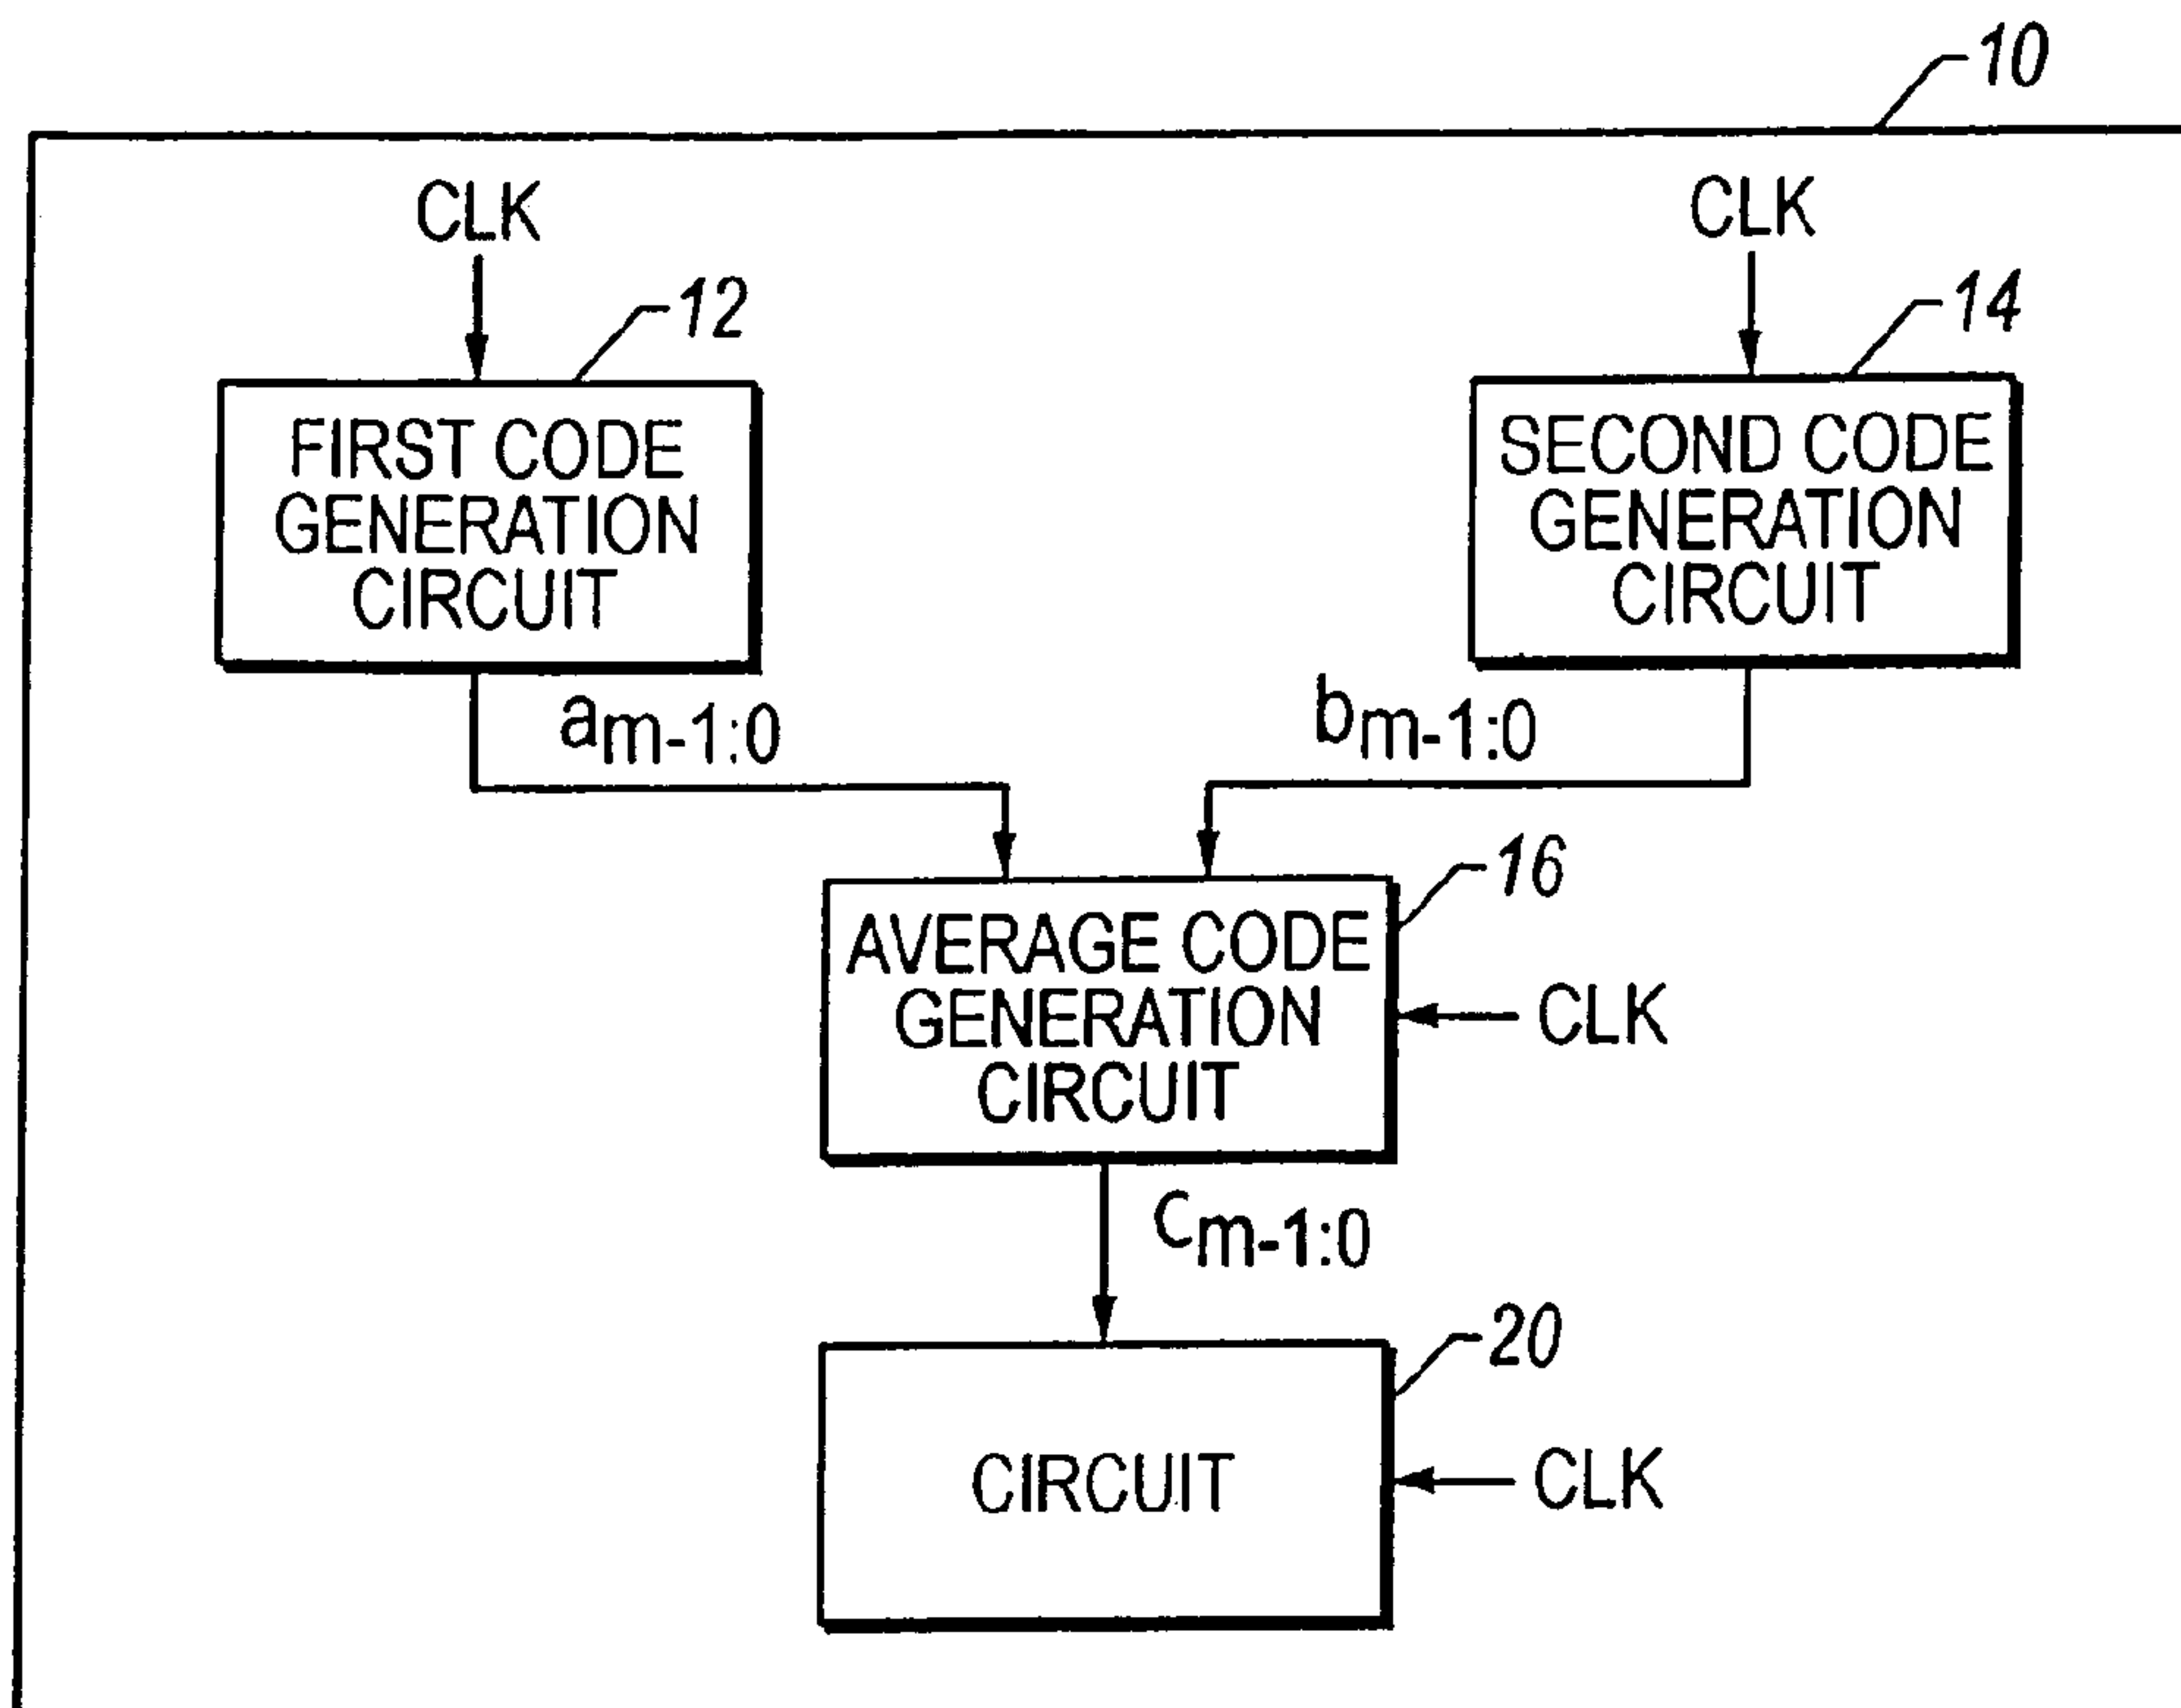 10
CLK
CLK
12
14
FIRST CODE
GENERATION
CIRCUIT
SECOND CODE
GENERATION
CIRCUIT
am-1:0
bm-1:0
16
AVERAGE CODE
GENERATION
CIRCUIT
CLK
cm-1:0
20
CIRCUIT
CLK